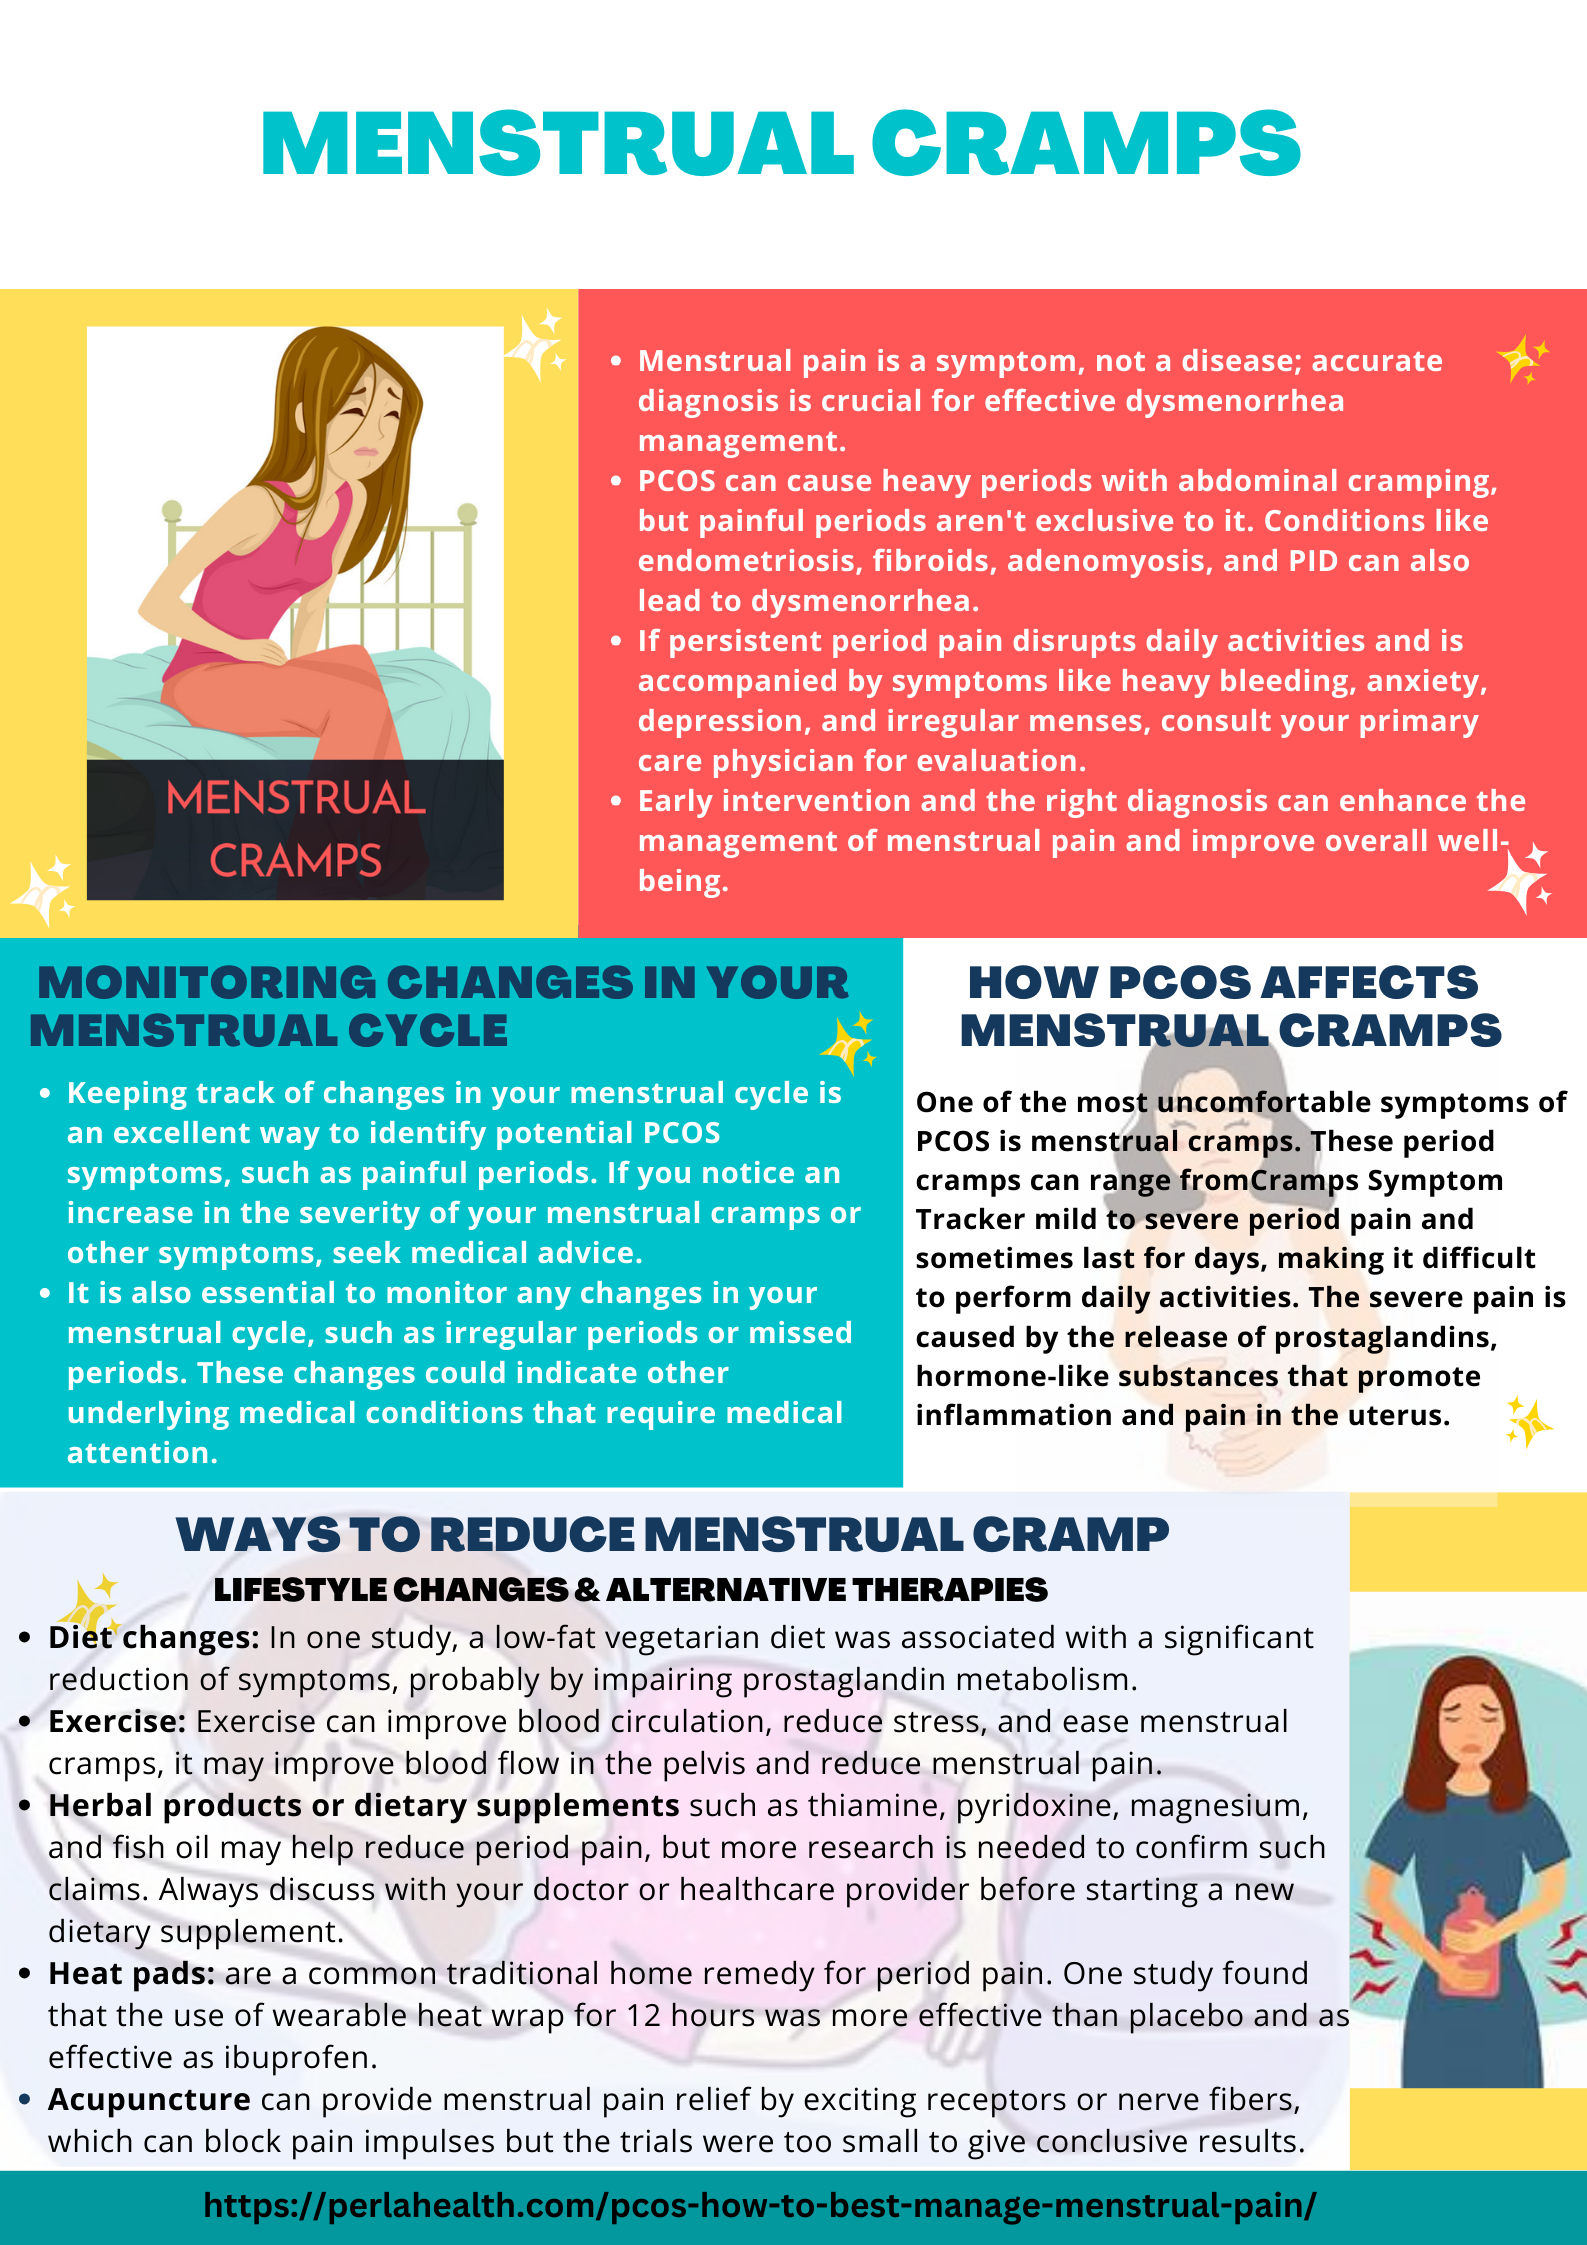 MENSTRUAL CRAMPS
MENSTRUAL
CRAMPS
• Menstrual pain is a symptom, not a disease; accurate
diagnosis is crucial for effective dysmenorrhea
management.
• PCOS can cause heavy periods with abdominal cramping,
but painful periods aren't exclusive to it. Conditions like
endometriosis, fibroids, adenomyosis, and PID can also
lead to dysmenorrhea.
• If persistent period pain disrupts daily activities and is
accompanied by symptoms like heavy bleeding, anxiety,
depression, and irregular menses, consult your primary
care physician for evaluation.
• Early intervention and the right diagnosis can enhance the
management of menstrual pain and improve overall well-
being.
MONITORING CHANGES IN YOUR
MENSTRUAL CYCLE
• Keeping track of changes in your menstrual cycle is
an excellent way to identify potential PCOS
symptoms, such as painful periods. If you notice an
increase in the severity of your menstrual cramps or
other symptoms, seek medical advice.
• It is also essential to monitor any changes in your
menstrual cycle, such as irregular periods or missed
periods. These changes could indicate other
underlying medical conditions that require medical
attention.
HOW PCOS AFFECTS
MENSTRUAL CRAMPS
One of the most uncomfortable symptoms of
PCOS is menstrual cramps. These period
cramps can range fromCramps Symptom
Tracker mild to severe period pain and
sometimes last for days, making it difficult
to perform daily activities. The severe pain is
caused by the release of prostaglandins,
hormone-like substances that promote
inflammation and pain in the uterus.
WAYS TO REDUCE MENSTRUAL CRAMP
LIFESTYLE CHANGES & ALTERNATIVE THERAPIES
• Diet changes: In one study, a low-fat vegetarian diet was associated with a significant
reduction of symptoms, probably by impairing prostaglandin metabolism.
• Exercise: Exercise can improve blood circulation, reduce stress, and ease menstrual
cramps, it may improve blood flow in the pelvis and reduce menstrual pain.
• Herbal products or dietary supplements such as thiamine, pyridoxine, magnesium,
and fish oil may help reduce period pain, but more research is needed to confirm such
claims. Always discuss with your doctor or healthcare provider before starting a new
dietary supplement.
• Heat pads: are a common traditional home remedy for period pain. One study found
that the use of wearable heat wrap for 12 hours was more effective than placebo and as
effective as ibuprofen.
• Acupuncture can provide menstrual pain relief by exciting receptors or nerve fibers,
which can block pain impulses but the trials were too small to give conclusive results.
https://perlahealth.com/pcos-how-to-best-manage-menstrual-pain/